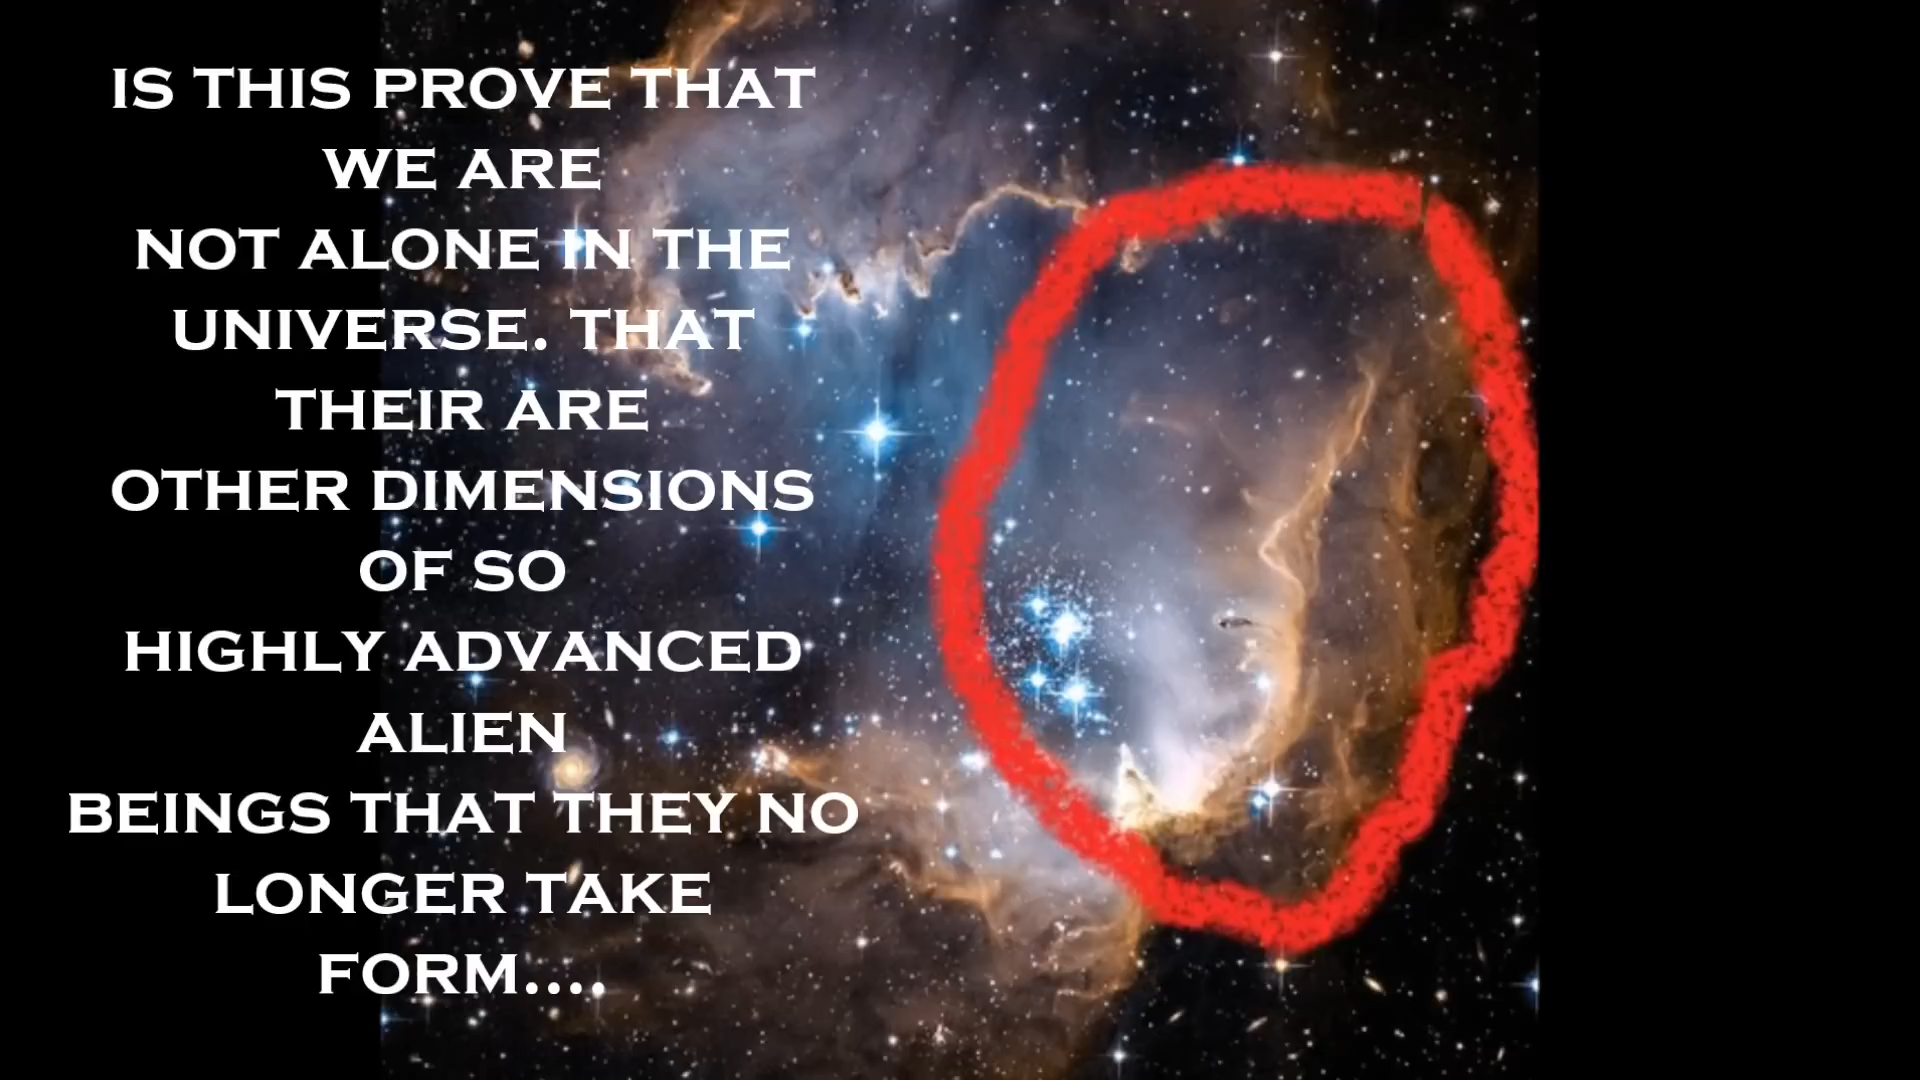 IS THIS PROVE THAT
WE ARE
NOT ALONE IN THE
UNIVERSE. THAT
THEIR ARE
OTHER DIMENSIONS
OF SO
HIGHLY ADVANCED
ALIEN
BEINGS THAT THEY NO
LONGER TAKE
FORM....